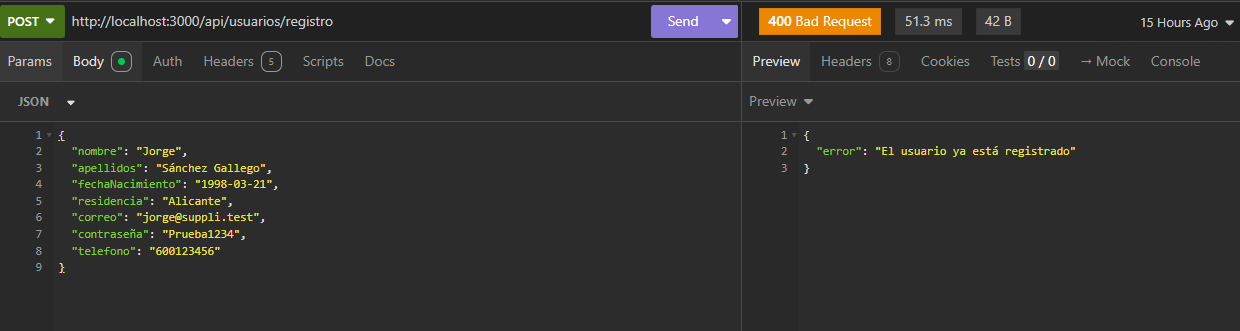 POST http://localhost:3000/api/usuarios/registro Send 400 Bad Request 51.3 ms 42 B 15 Hours Ago
Params Body Auth Headers 5 Scripts Docs Preview Headers 8 Cookies Tests 0 / 0 → Mock Console
JSON Preview
1 {
2 "nombre": "Jorge",
3 "apellidos": "Sánchez Gallego",
4 "fechaNacimiento": "1998-03-21",
5 "residencia": "Alicante",
6 "correo": "jorge@suppli.test",
7 "contraseña": "Prueba1234",
8 "telefono": "600123456"
9 }
1 {
2 "error": "El usuario ya está registrado"
3 }